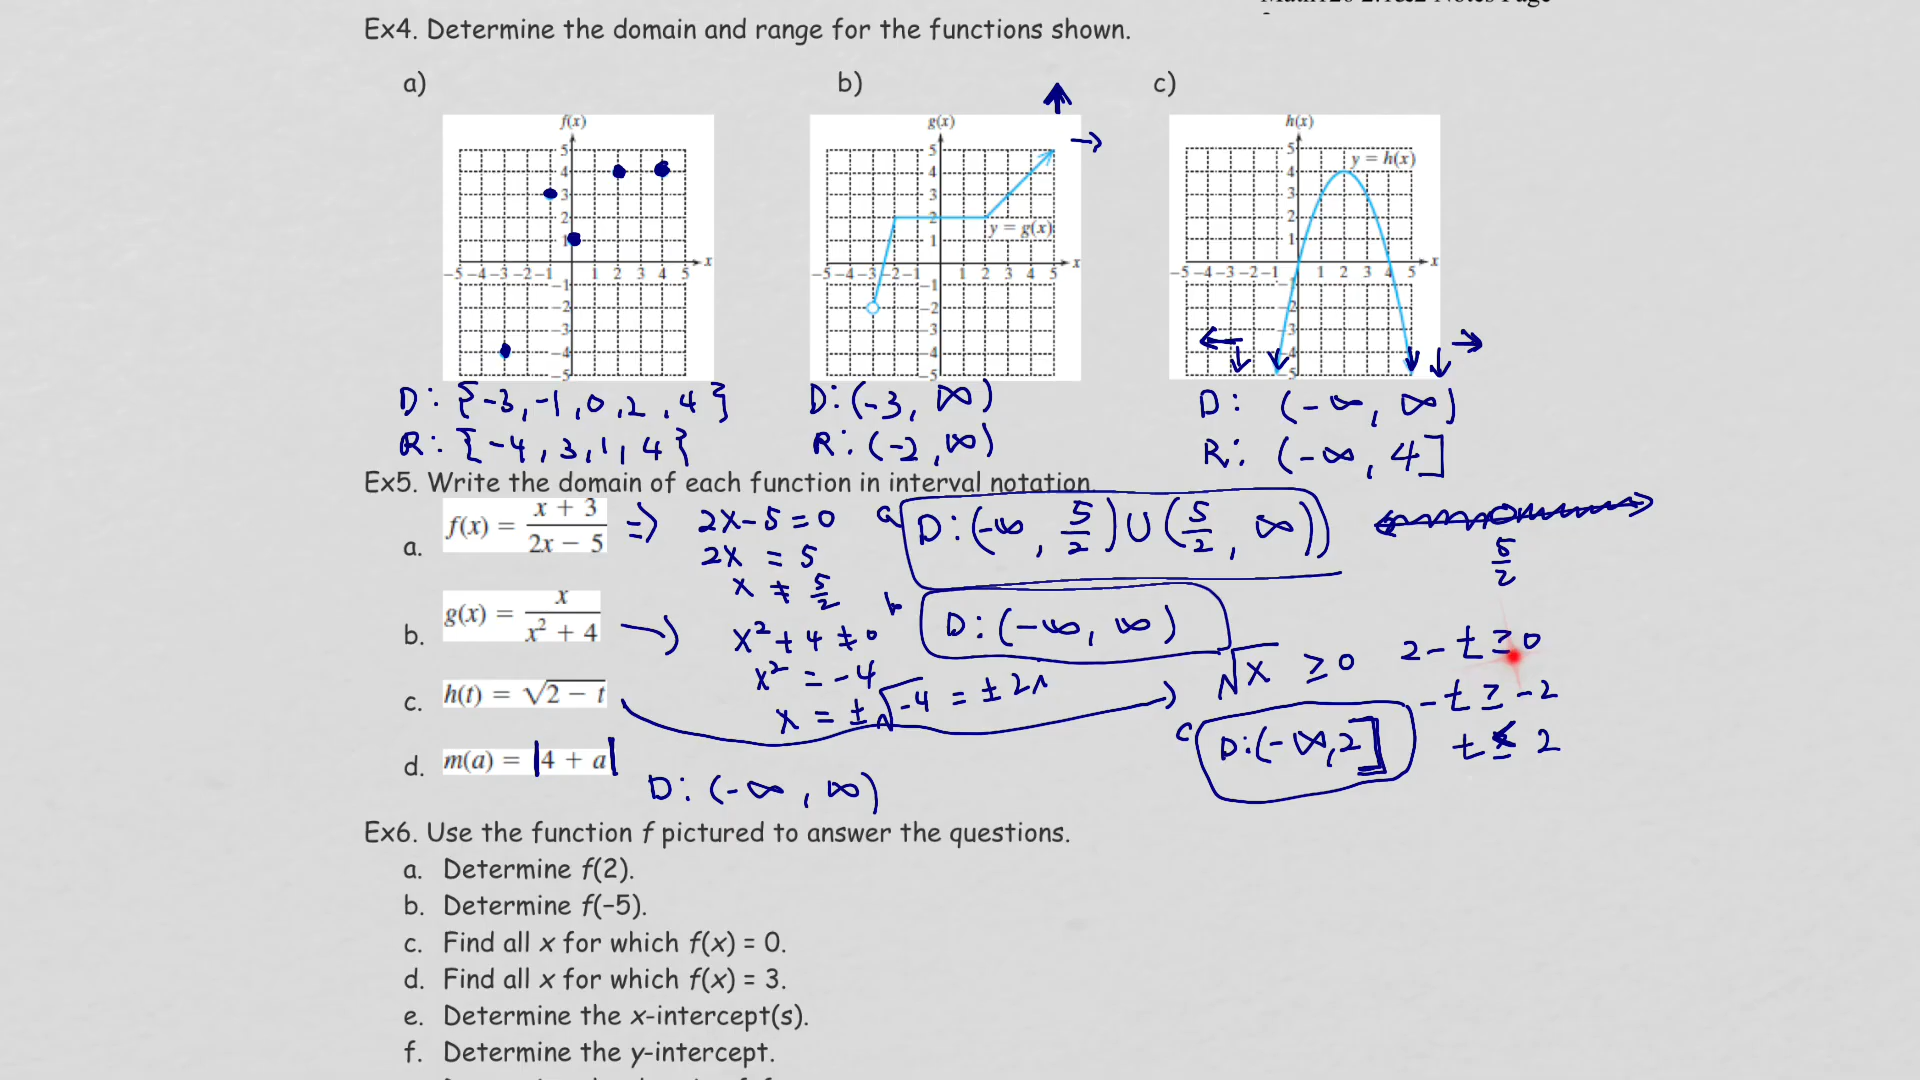 Ex4. Determine the domain and range for the functions shown.
a) b) c)
f(x) g(x) h(x)
y = g(x)
y = h(x)
D: {-3, -1, 0, 2, 4}
R: {-4, 3, 1, 4}
D: (-3, ∞)
R: (-2, ∞)
D: (-∞, ∞)
R: (-∞, 4]
Ex5. Write the domain of each function in interval notation.
a. f(x) = (x + 3)/(2x − 5) ⇒
2x-5=0
2x = 5
x ≠ 5/2
a D: (-∞, 5/2) ∪ (5/2, ∞)
5/2
b. g(x) = x/(x² + 4) →
x²+4≠0
x² = -4
x = ±√-4 = ±2i
b D: (-∞, ∞)
c. h(t) = √(2 − t)
√x ≥ 0
2-t≥0
-t≥-2
t≤2
c D: (-∞, 2]
d. m(a) = |4 + a|
D: (-∞, ∞)
Ex6. Use the function f pictured to answer the questions.
a. Determine f(2).
b. Determine f(−5).
c. Find all x for which f(x) = 0.
d. Find all x for which f(x) = 3.
e. Determine the x-intercept(s).
f. Determine the y-intercept.